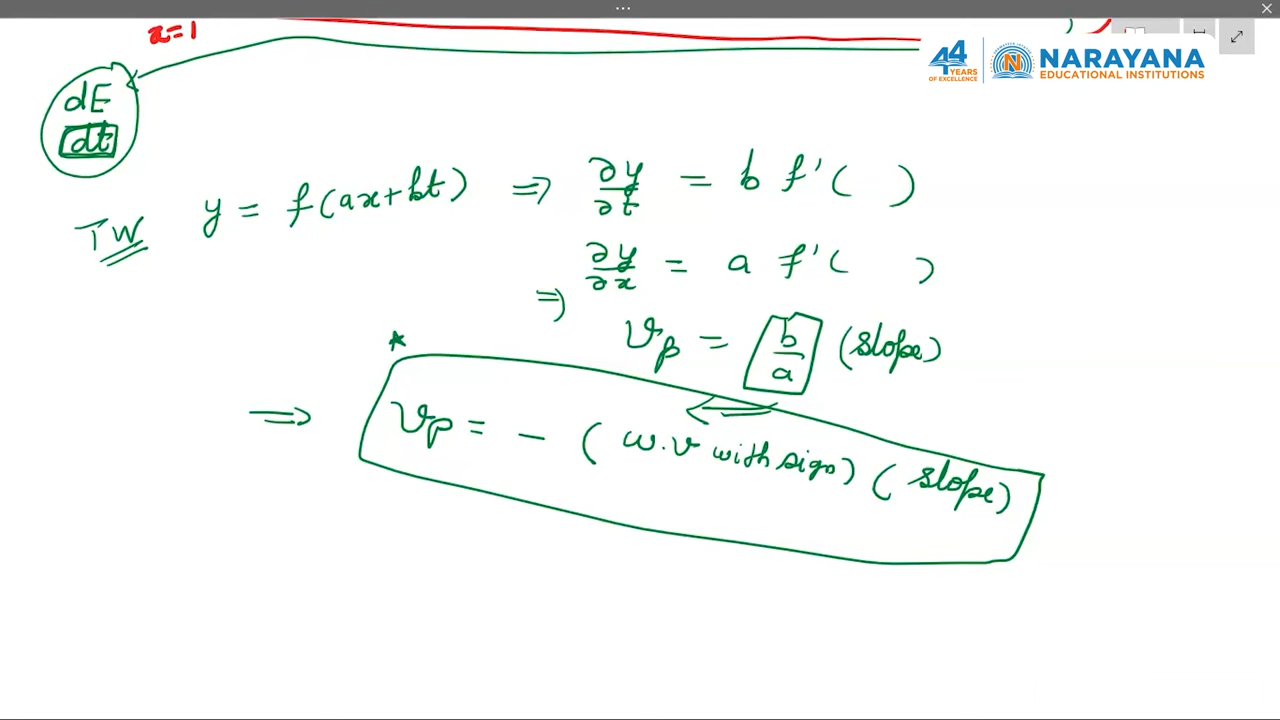 x=1
44 YEARS OF EXCELLENCE N NARAYANA EDUCATIONAL INSTITUTIONS
dE
dt
TW y = f(ax+bt) ⇒ ∂y/∂t = b f'( )
∂y/∂x = a f'( )
⇒ vp = b/a (slope)
⇒ vp = - (w.v with sign) (slope)